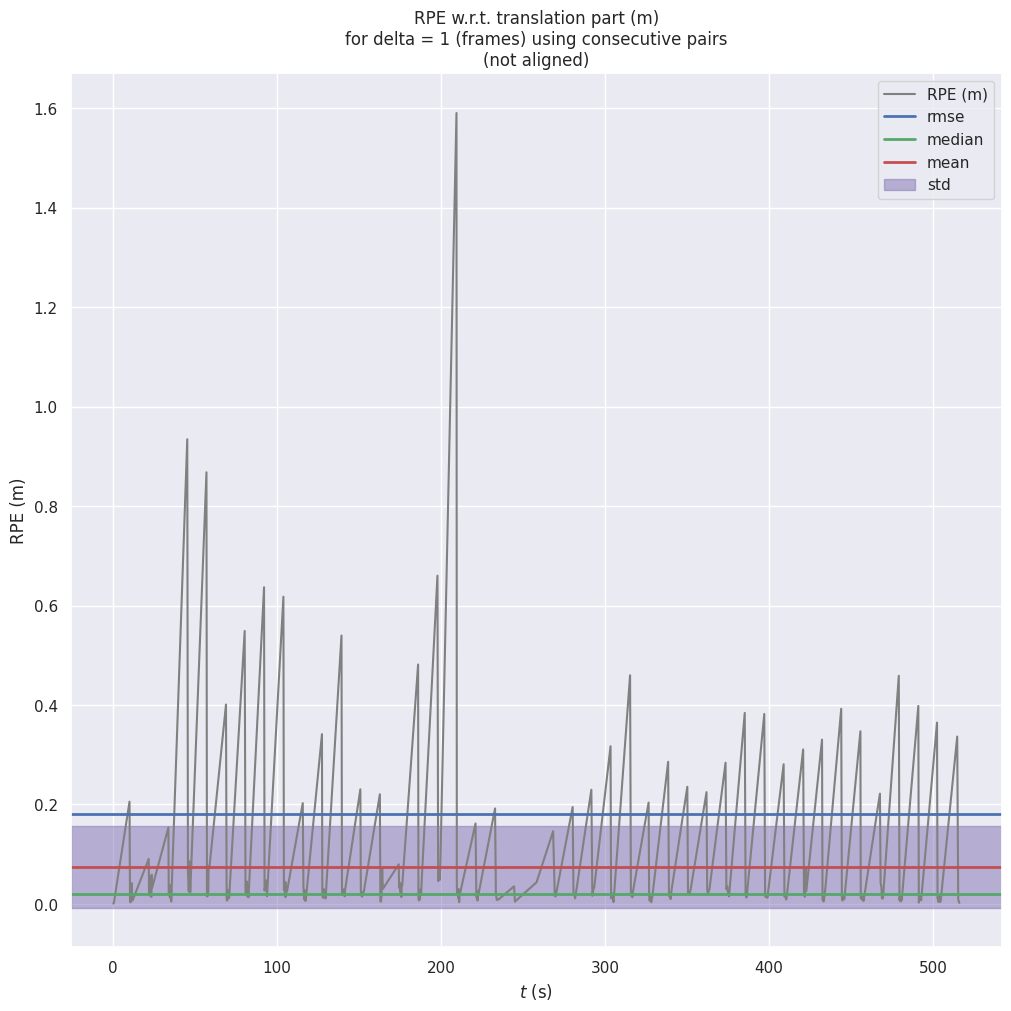 RPE w.r.t. translation part (m)
for delta = 1 (frames) using consecutive pairs
(not aligned)
RPE (m)
rmse
median
mean
std
1.6
1.4
1.2
1.0
0.8
0.6
0.4
0.2
0.0
RPE (m)
0
100
200
300
400
500
t (s)